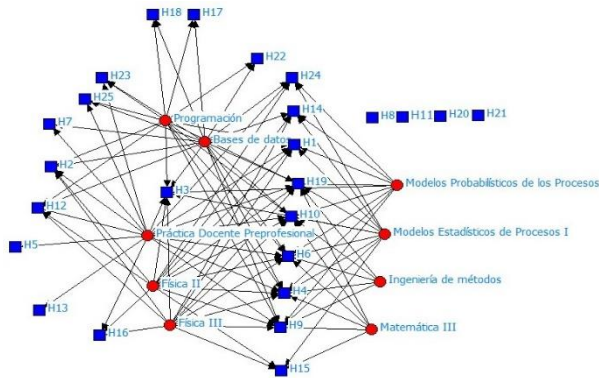 H18
H17
H22
H23
H24
H25
H14
H8
H11
H20
H21
H7
Programación
Bases de datos
H1
H2
H3
H19
Modelos Probabilísticos de los Procesos
H12
H10
Práctica Docente Preprofesional
Modelos Estadísticos de Procesos I
H5
H6
Física II
H4
Ingeniería de métodos
H13
H16
Física III
H9
Matemática III
H15